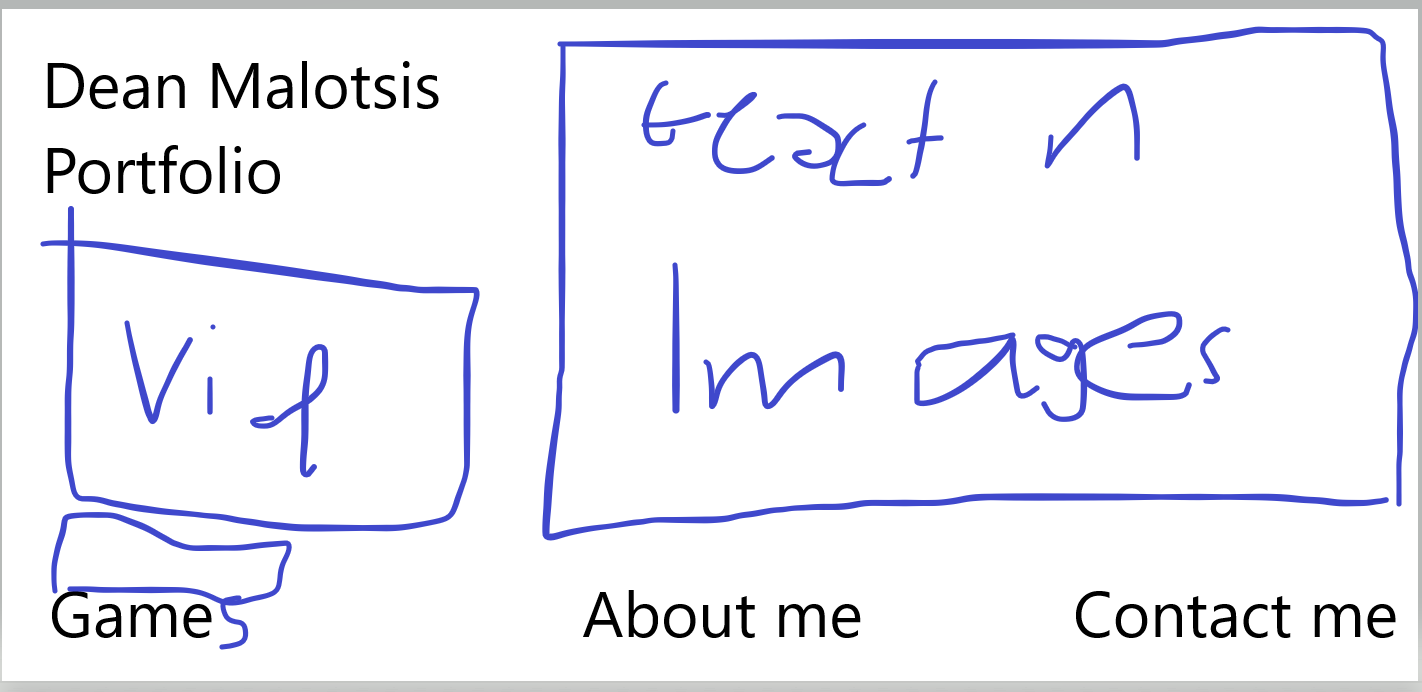 Dean Malotsis
Portfolio
text n
Images
Vid
Games
About me
Contact me